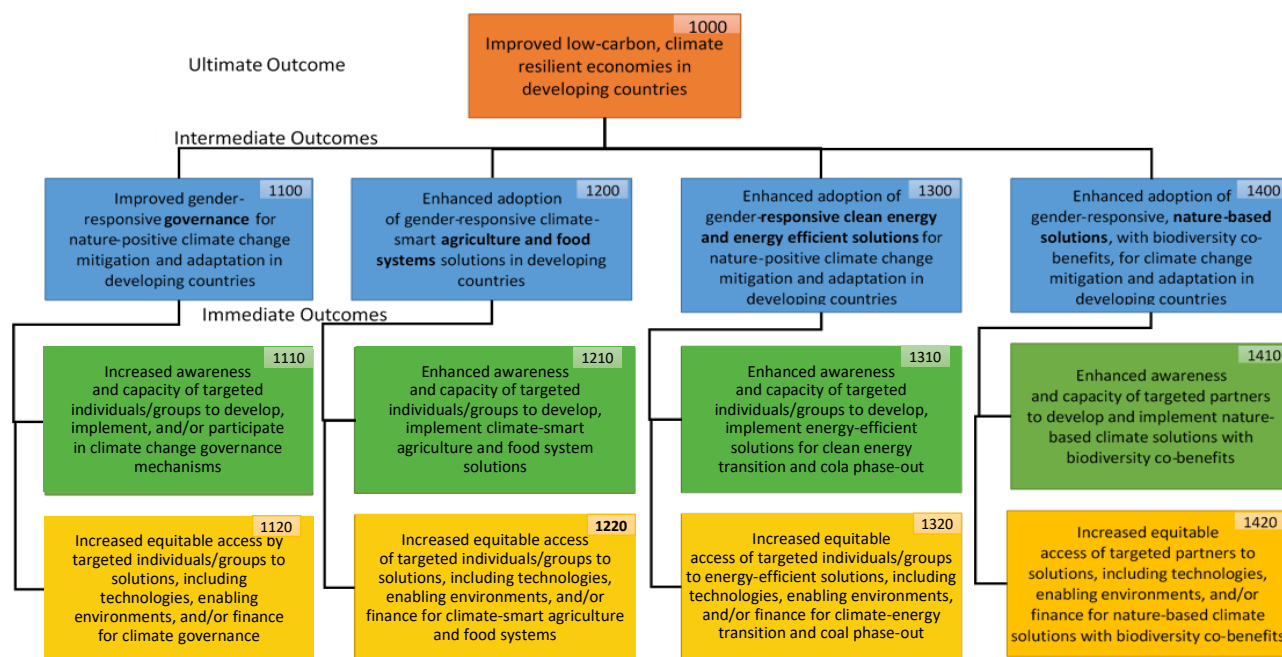 1000
Improved low-carbon, climate
resilient economies in
developing countries
Ultimate Outcome
Intermediate Outcomes
1100
Improved gender-
responsive governance for
nature-positive climate change
mitigation and adaptation in
developing countries
1200
Enhanced adoption
of gender-responsive climate-
smart agriculture and food
systems solutions in developing
countries
1300
Enhanced adoption of
gender-responsive clean energy
and energy efficient solutions for
nature-positive climate change
mitigation and adaptation in
developing countries
1400
Enhanced adoption of
gender-responsive, nature-based
solutions, with biodiversity co-
benefits, for climate change
mitigation and adaptation in
developing countries
Immediate Outcomes
1110
Increased awareness
and capacity of targeted
individuals/groups to develop,
implement, and/or participate
in climate change governance
mechanisms
1210
Enhanced awareness
and capacity of targeted
individuals/groups to develop,
implement climate-smart
agriculture and food system
solutions
1310
Enhanced awareness
and capacity of targeted
individuals/groups to develop,
implement energy-efficient
solutions for clean energy
transition and cola phase-out
1410
Enhanced awareness
and capacity of targeted partners
to develop and implement nature-
based climate solutions with
biodiversity co-benefits
1120
Increased equitable access by
targeted individuals/groups to
solutions, including
technologies, enabling
environments, and/or finance
for climate governance
1220
Increased equitable access
of targeted individuals/groups to
solutions, including technologies,
enabling environments, and/or
finance for climate-smart agriculture
and food systems
1320
Increased equitable
access of targeted individuals/groups
to energy-efficient solutions, including
technologies, enabling environments,
and/or finance for climate-energy
transition and coal phase-out
1420
Increased equitable
access of targeted partners to
solutions, including technologies,
enabling environments, and/or
finance for nature-based climate
solutions with biodiversity co-benefits